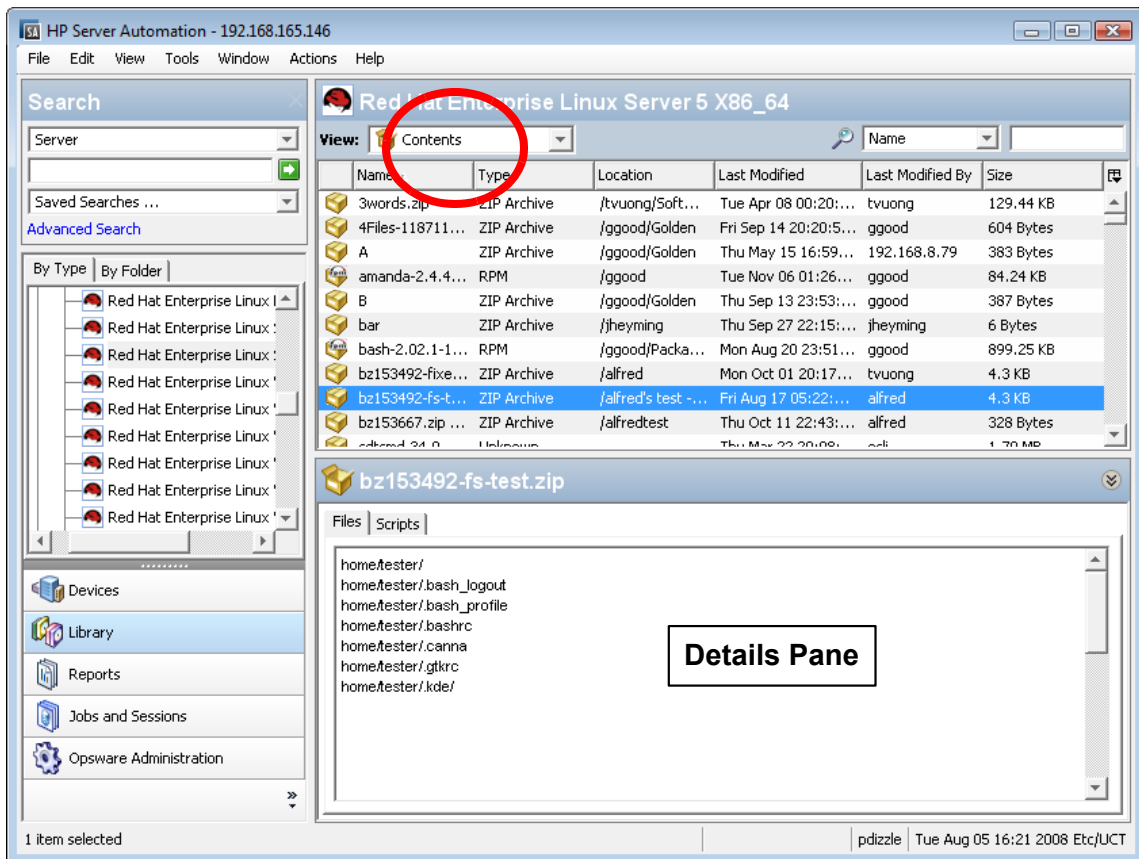 HP Server Automation - 192.168.165.146
File Edit View Tools Window Actions Help
Search
Server
Saved Searches ...
Advanced Search
By Type By Folder
Red Hat Enterprise Linux
Red Hat Enterprise Linux
Red Hat Enterprise Linux
Red Hat Enterprise Linux
Red Hat Enterprise Linux
Red Hat Enterprise Linux
Red Hat Enterprise Linux
Red Hat Enterprise Linux
Red Hat Enterprise Linux
Devices
Library
Reports
Jobs and Sessions
Opsware Administration
Red Hat Enterprise Linux Server 5 X86_64
View: Contents Name
Name Type Location Last Modified Last Modified By Size
3words.zip ZIP Archive /tvuong/Soft... Tue Apr 08 00:20:... tvuong 129.44 KB
4Files-118711... ZIP Archive /ggood/Golden Fri Sep 14 20:20:5... ggood 604 Bytes
A ZIP Archive /ggood/Golden Thu May 15 16:59... 192.168.8.79 383 Bytes
amanda-2.4.4... RPM /ggood Tue Nov 06 01:26... ggood 84.24 KB
B ZIP Archive /ggood/Golden Thu Sep 13 23:53:... ggood 387 Bytes
bar ZIP Archive /jheyming Thu Sep 27 22:15:... jheyming 6 Bytes
bash-2.02.1-1... RPM /ggood/Packa... Mon Aug 20 23:51... ggood 899.25 KB
bz153492-fixe... ZIP Archive /alfred Mon Oct 01 20:17... tvuong 4.3 KB
bz153492-fs-t... ZIP Archive /alfred's test -... Fri Aug 17 05:22:... alfred 4.3 KB
bz153667.zip ... ZIP Archive /alfredtest Thu Oct 11 22:43:... alfred 328 Bytes
bz153492-fs-test.zip
Files Scripts
home/tester/
home/tester/.bash_logout
home/tester/.bash_profile
home/tester/.bashrc
home/tester/.canna
home/tester/.gtkrc
home/tester/.kde/
Details Pane
1 item selected pdizzle Tue Aug 05 16:21 2008 Etc/UCT